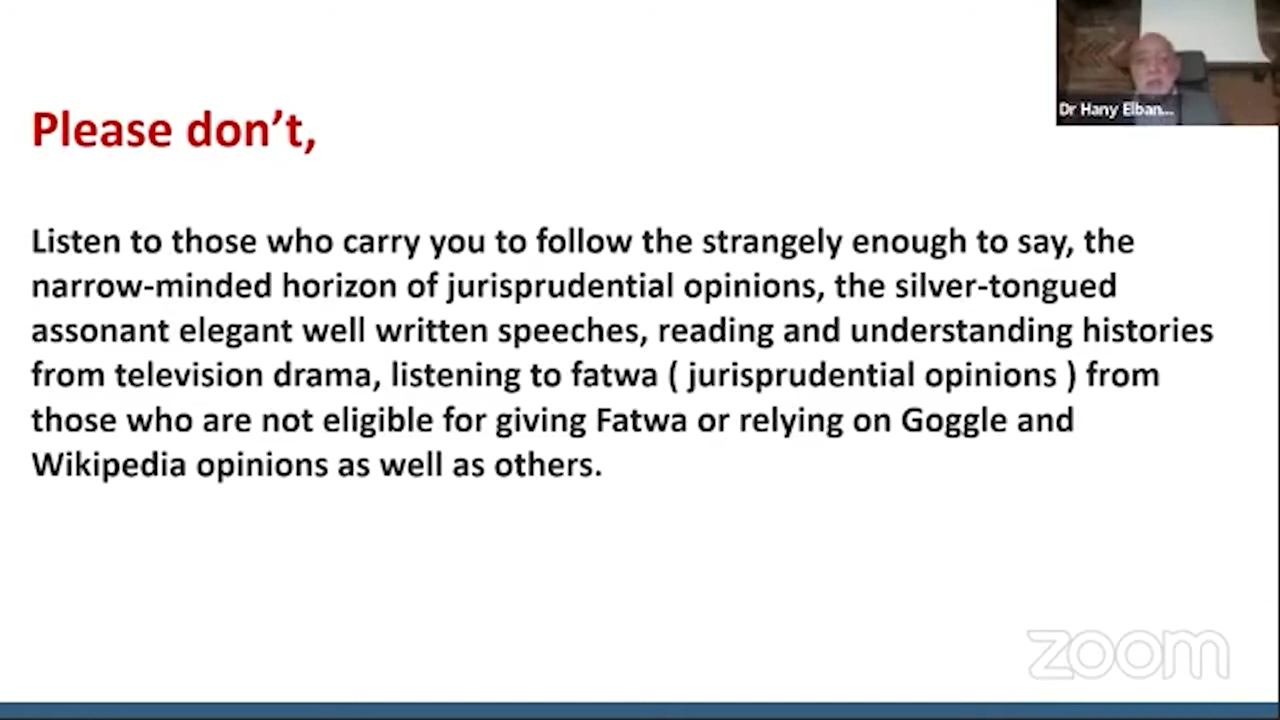 Dr Hany Elban...
Please don’t,
Listen to those who carry you to follow the strangely enough to say, the
narrow-minded horizon of jurisprudential opinions, the silver-tongued
assonant elegant well written speeches, reading and understanding histories
from television drama, listening to fatwa ( jurisprudential opinions ) from
those who are not eligible for giving Fatwa or relying on Goggle and
Wikipedia opinions as well as others.
zoom